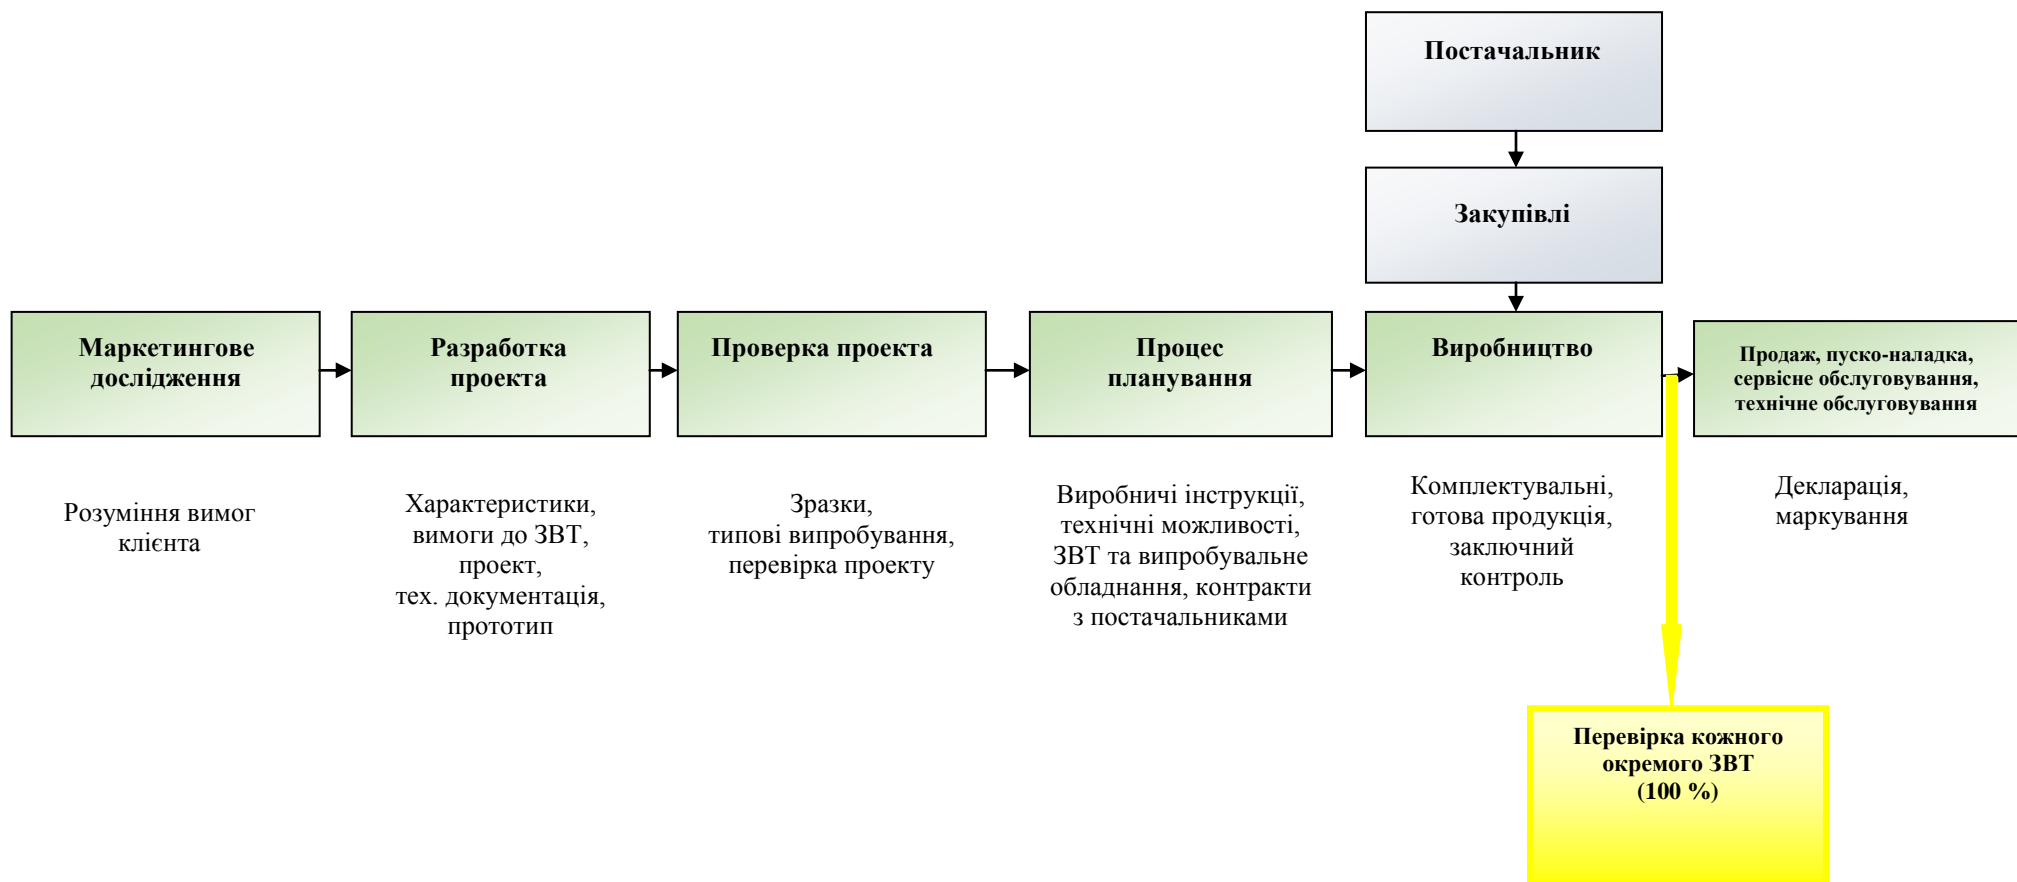 Постачальник
Закупівлі
Маркетингове
дослідження
Разработка
проекта
Проверка проекта
Процес
планування
Виробництво
Продаж, пуско-наладка,
сервісне обслуговування,
технічне обслуговування
Розуміння вимог
клієнта
Характеристики,
вимоги до ЗВТ,
проект,
тех. документація,
прототип
Зразки,
типові випробування,
перевірка проекту
Виробничі інструкції,
технічні можливості,
ЗВТ та випробувальне
обладнання, контракти
з постачальниками
Комплектувальні,
готова продукція,
заключний
контроль
Декларація,
маркування
Перевірка кожного
окремого ЗВТ
(100 %)